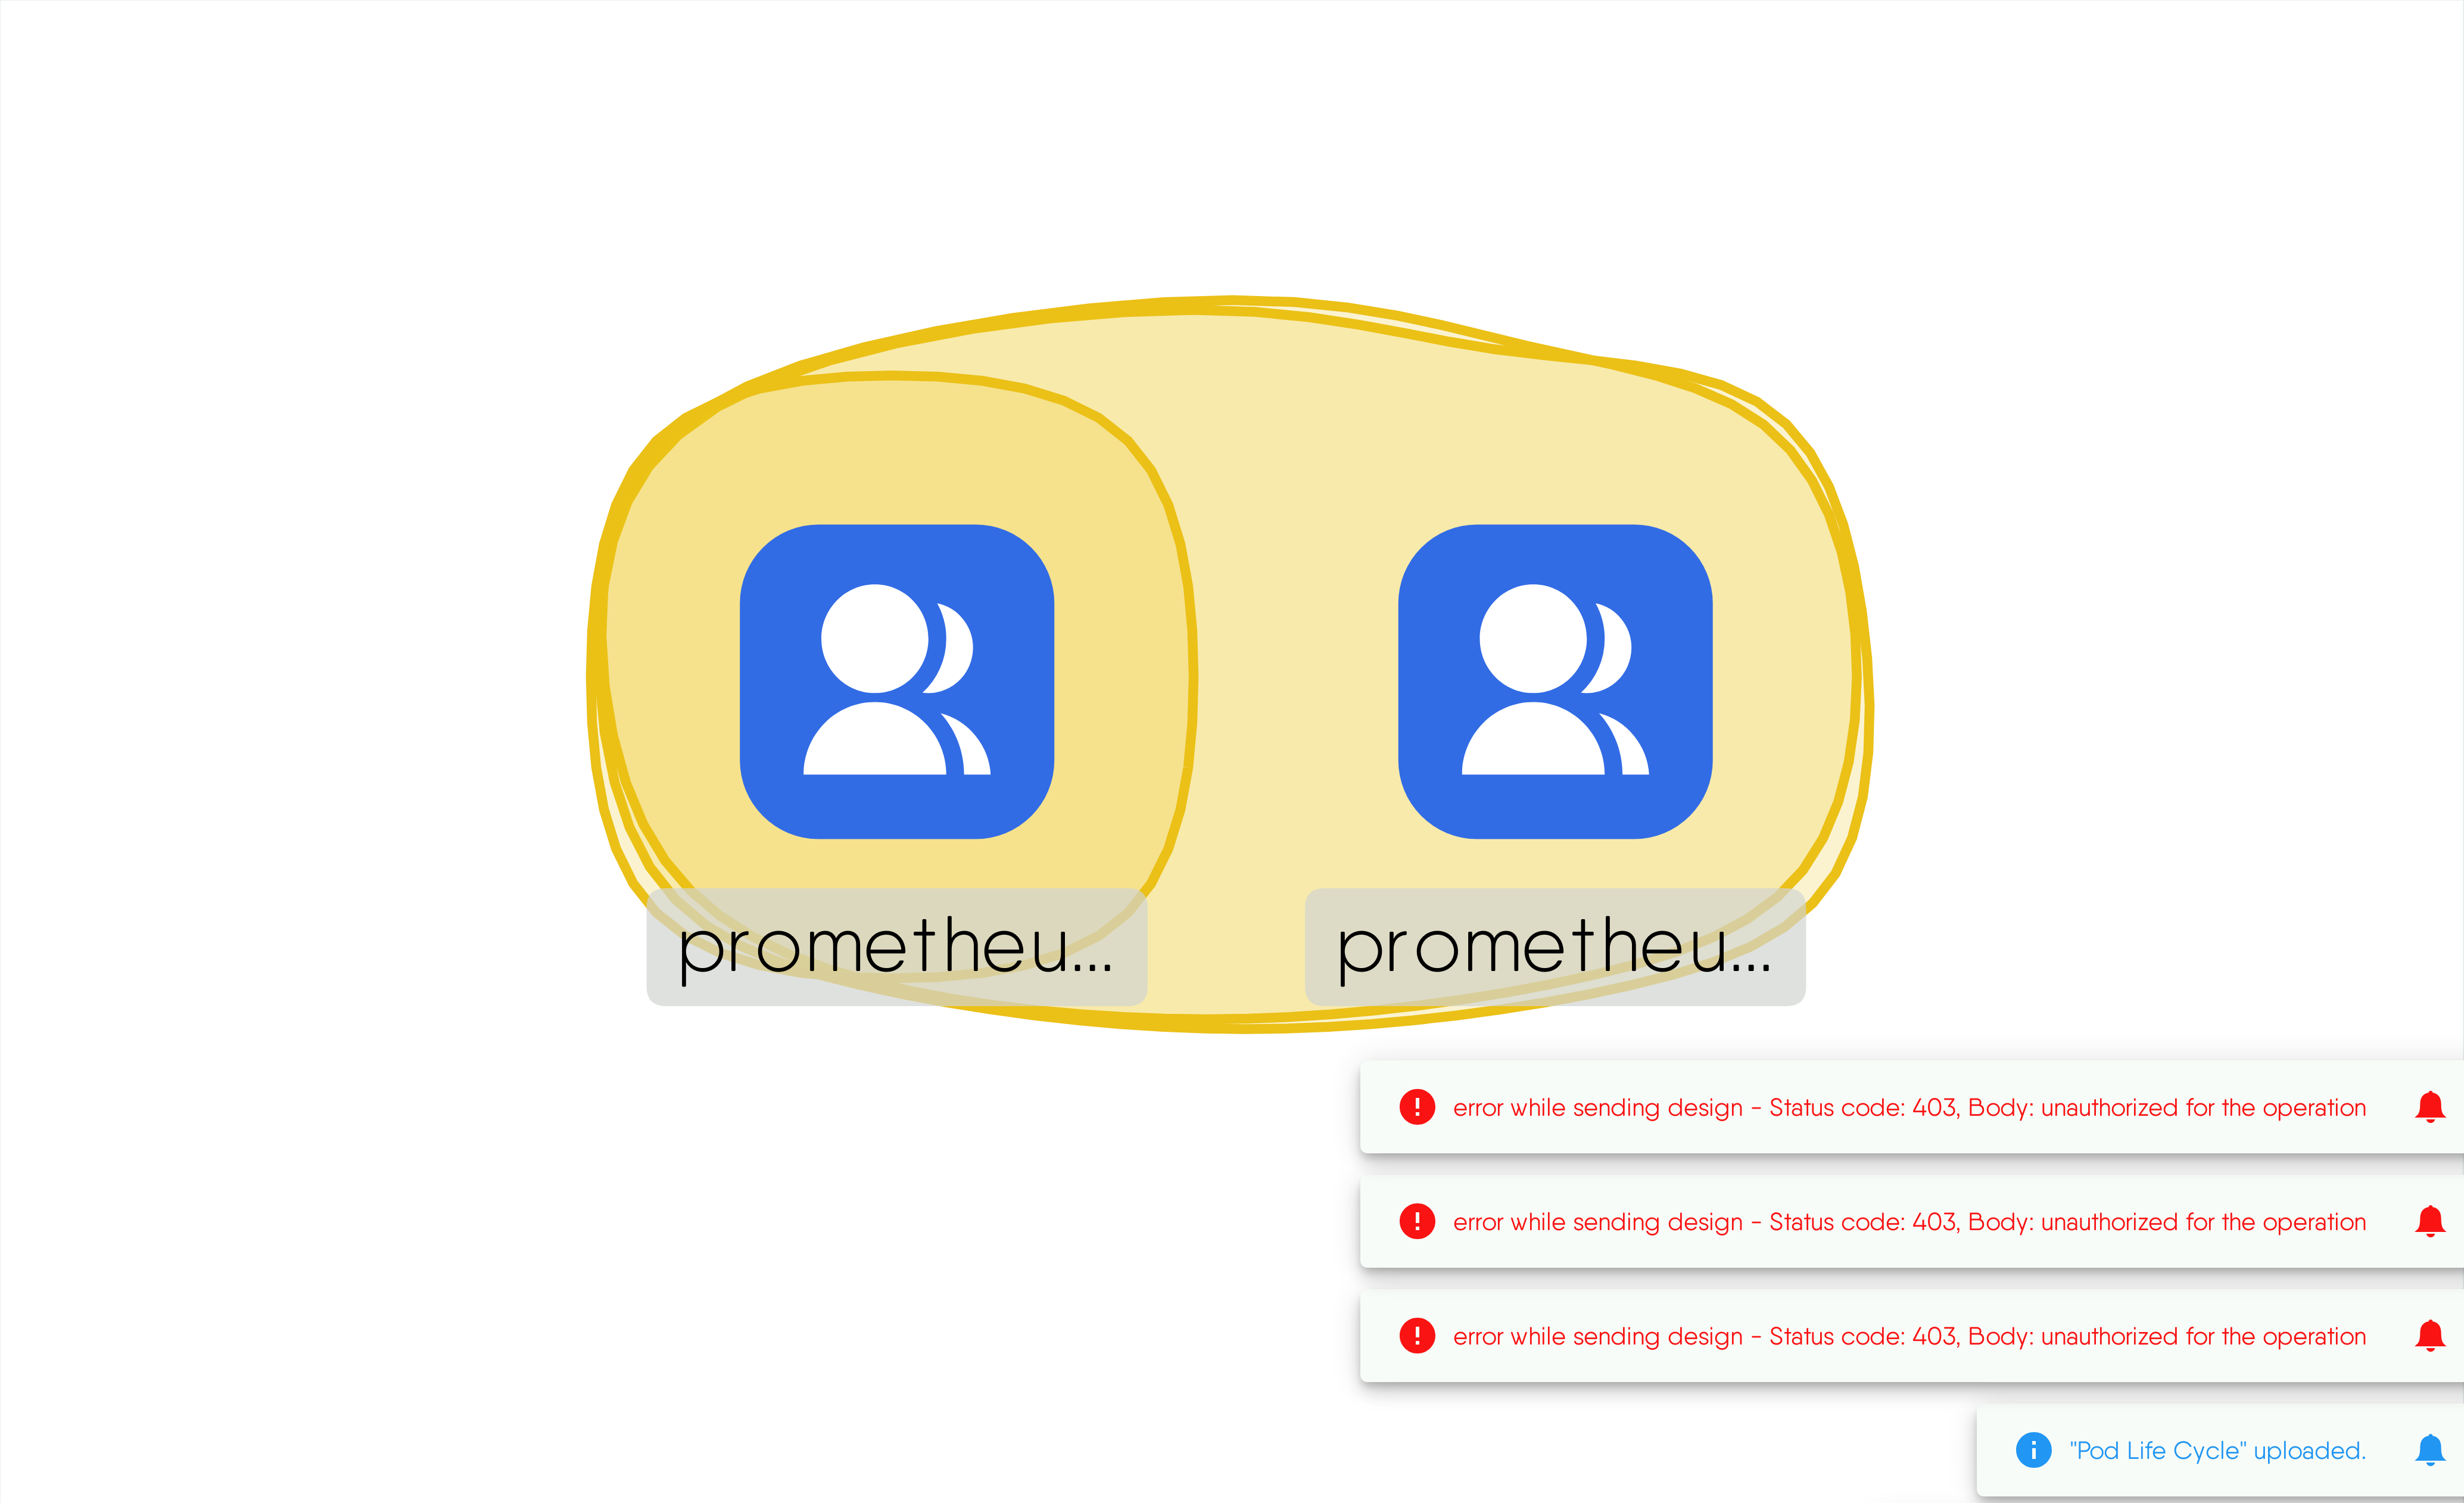 prometheu...
prometheu...
error while sending design - Status code: 403, Body: unauthorized for the operation
error while sending design - Status code: 403, Body: unauthorized for the operation
error while sending design - Status code: 403, Body: unauthorized for the operation
"Pod Life Cycle" uploaded.